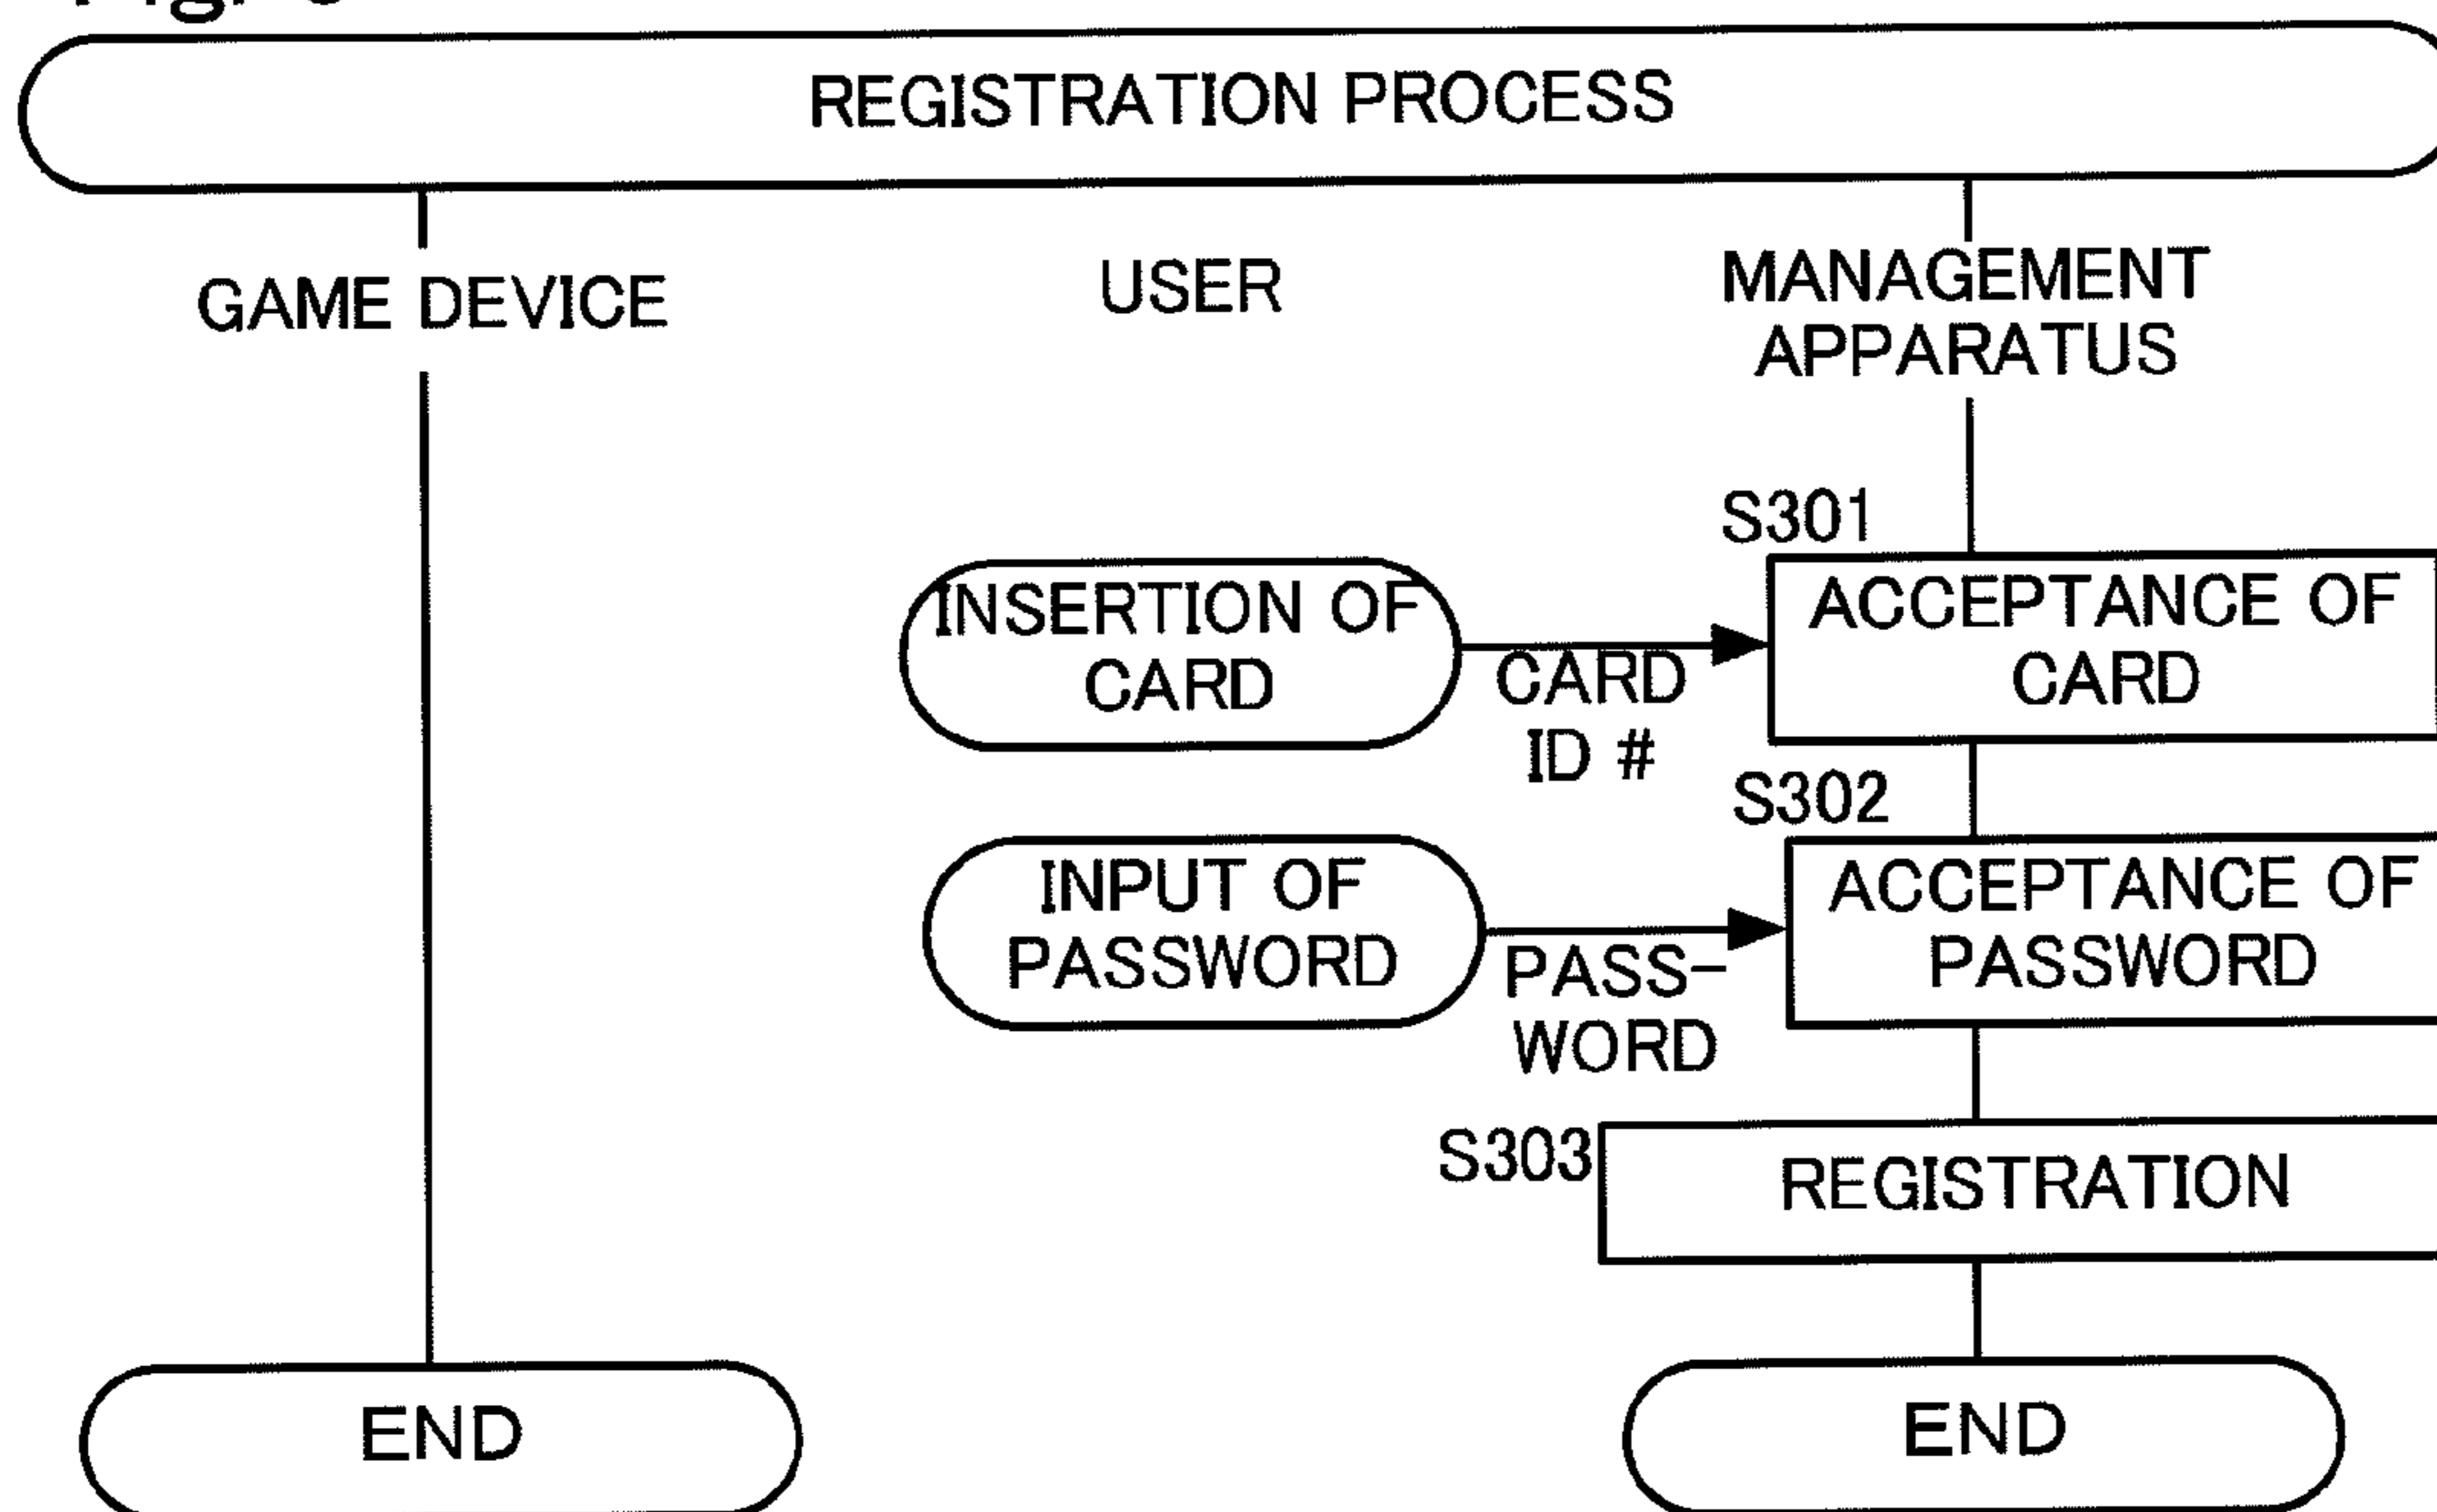 REGISTRATION PROCESS
GAME DEVICE
USER
MANAGEMENT
APPARATUS
S301
INSERTION OF
CARD
CARD
ID #
ACCEPTANCE OF
CARD
S302
INPUT OF
PASSWORD
PASS-
WORD
ACCEPTANCE OF
PASSWORD
S303
REGISTRATION
END
END